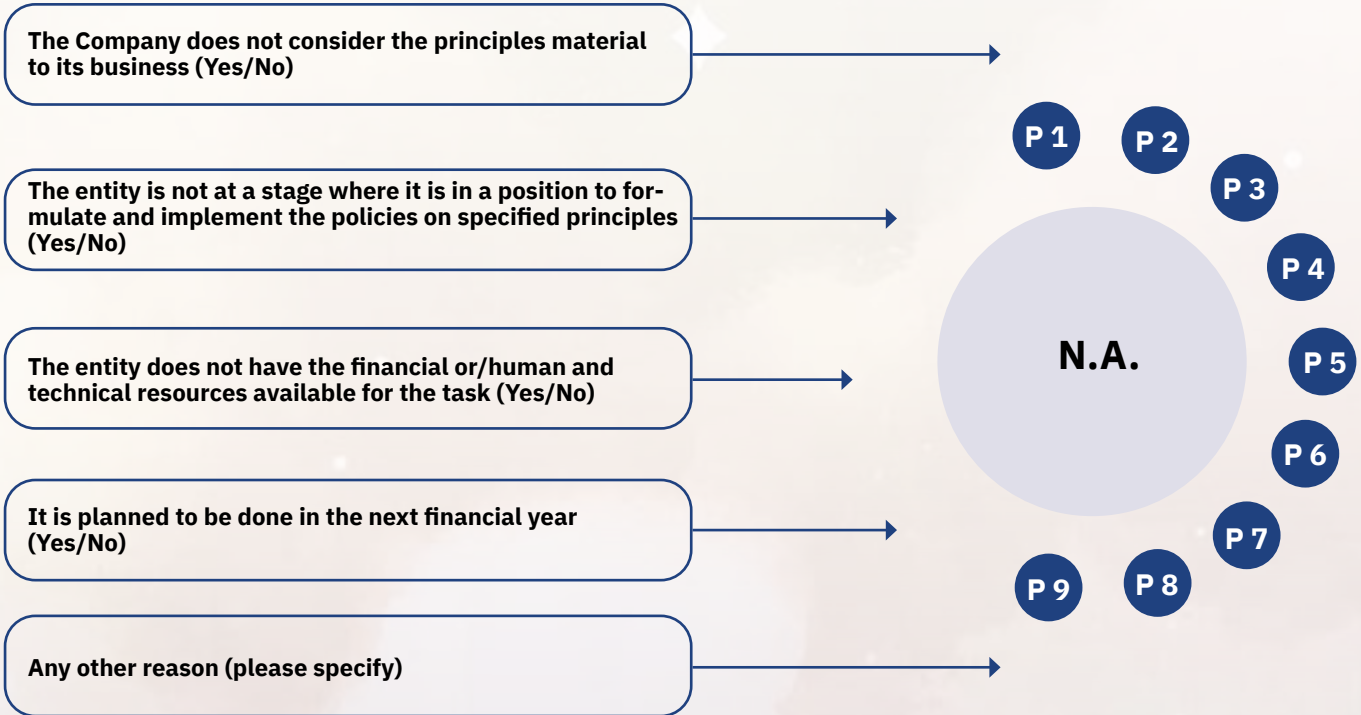 The Company does not consider the principles material
to its business (Yes/No)
The entity is not at a stage where it is in a position to for-
mulate and implement the policies on specified principles
(Yes/No)
The entity does not have the financial or/human and
technical resources available for the task (Yes/No)
It is planned to be done in the next financial year
(Yes/No)
Any other reason (please specify)
P 1
P 2
P 3
P 4
P 5
P 6
P 7
P 8
P 9
N.A.